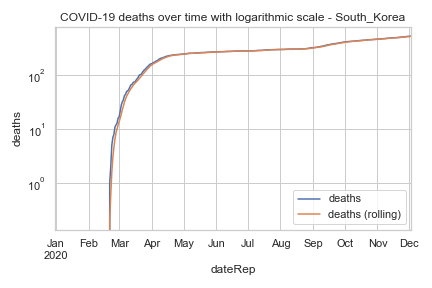 COVID-19 deaths over time with logarithmic scale - South_Korea
deaths
10²
10¹
10⁰
deaths
deaths (rolling)
Jan Feb Mar Apr May Jun Jul Aug Sep Oct Nov Dec
2020
dateRep